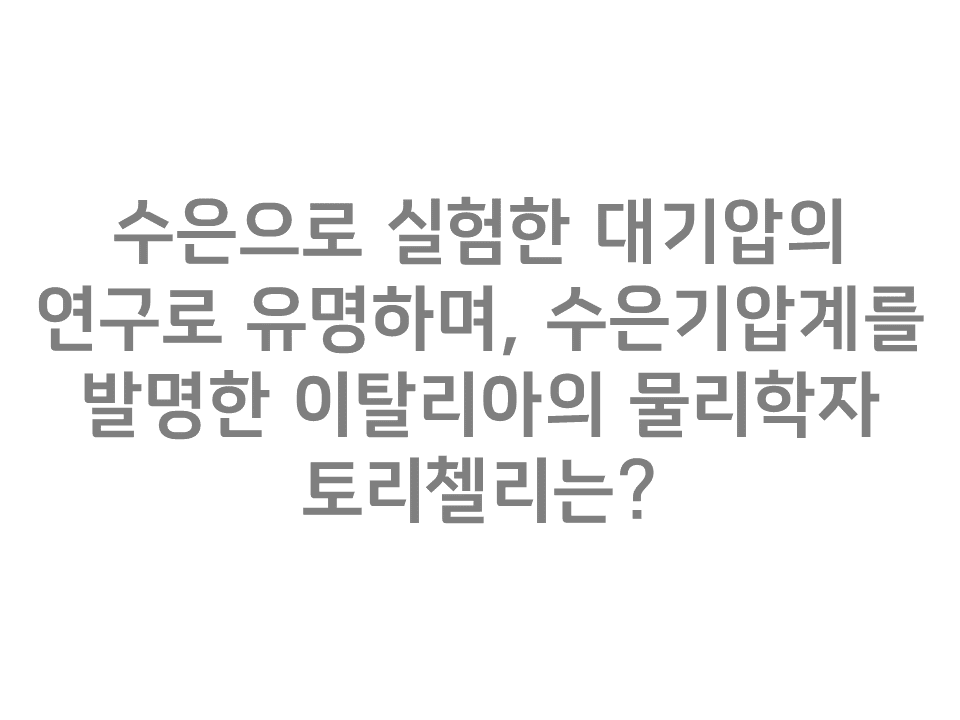 수은으로 실험한 대기압의
연구로 유명하며, 수은기압계를
발명한 이탈리아의 물리학자
토리첼리는?